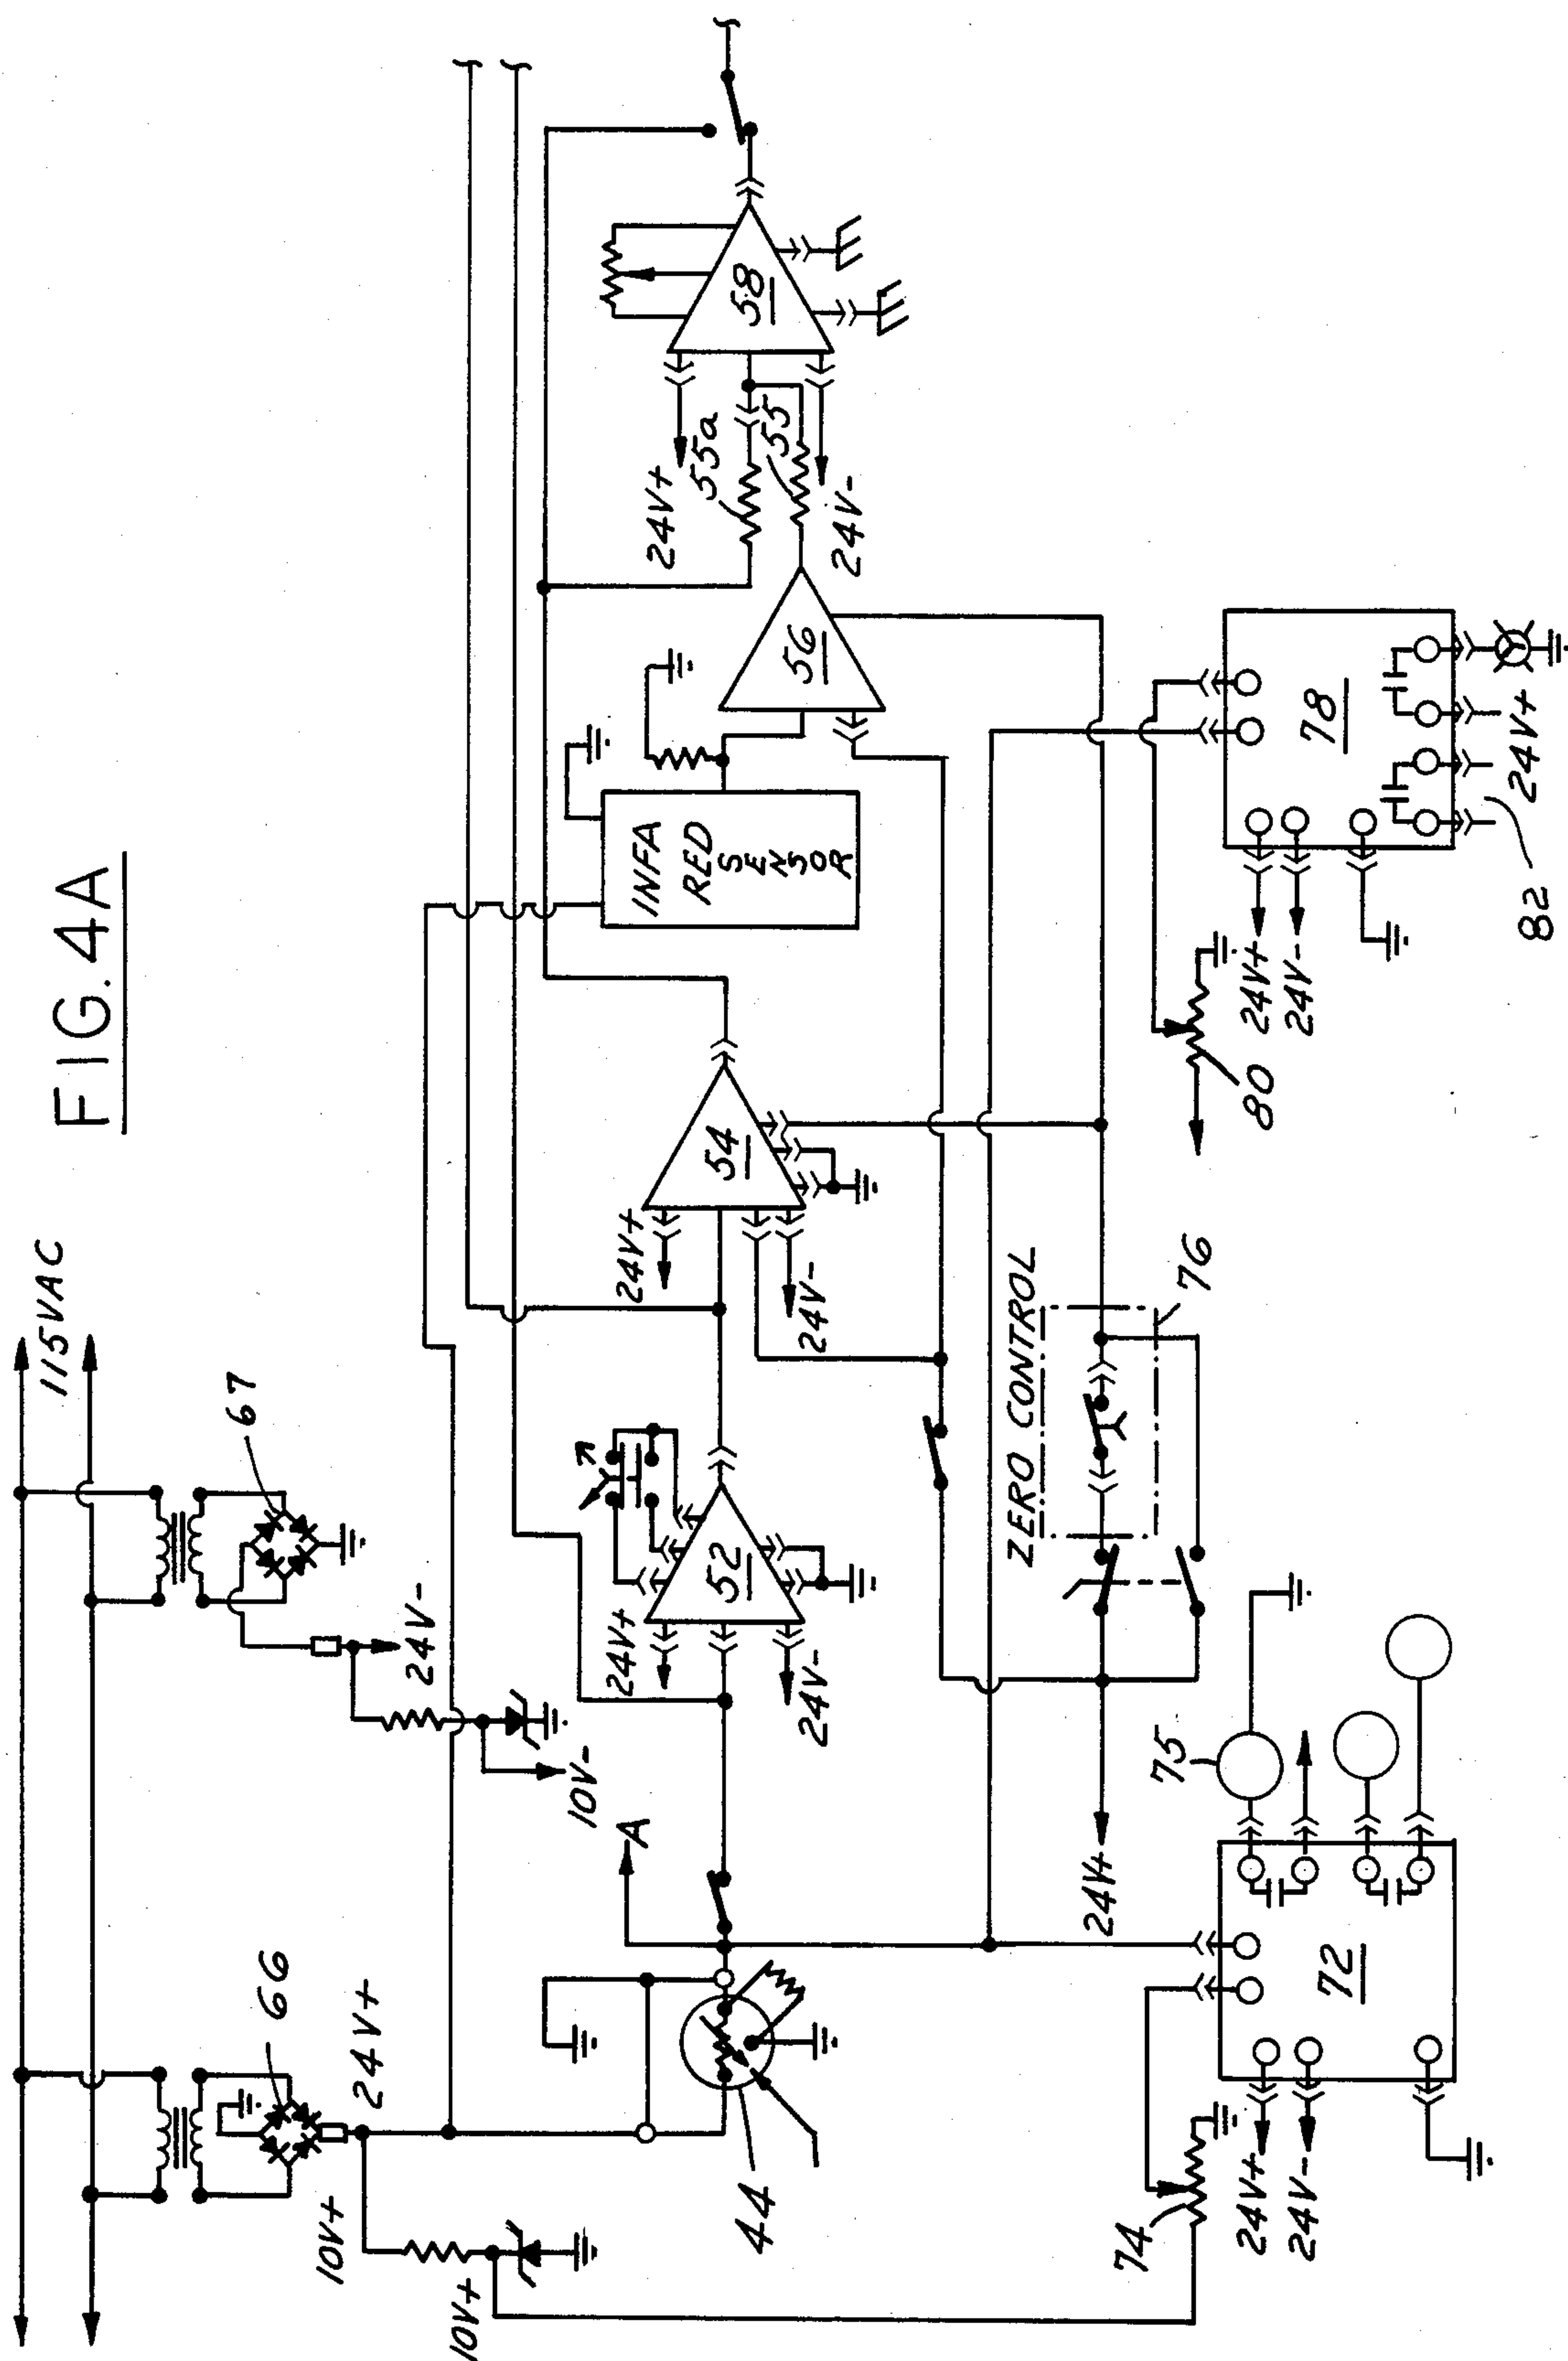 FIG. 4A
115VAC
67
66
24V-
10V-
24V+
10V+
10V+
A
44
24V+
52
24V-
24V+
54
24V-
INFA
RED
SENSOR
56
24V+
55a
55
24V-
58
ZERO CONTROL
76
24V+
75
72
74
24V+
24V-
80
24V+
24V-
78
24V+
82